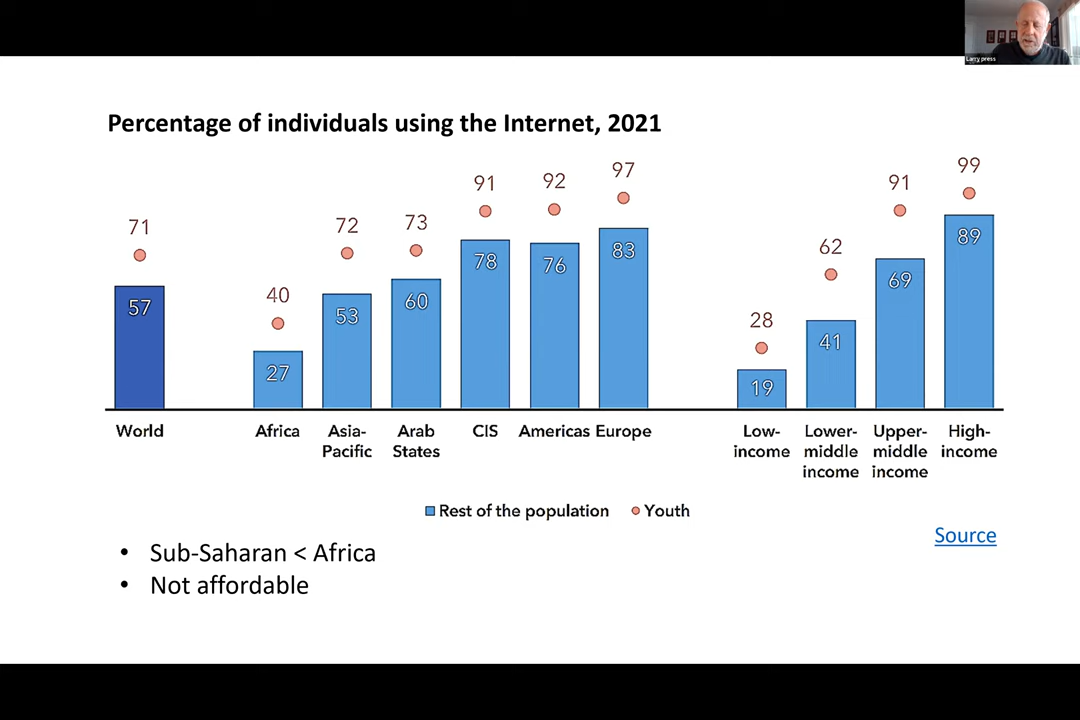 Larry press
Percentage of individuals using the Internet, 2021
71
57
40
27
72
53
73
60
91
78
92
76
97
83
28
19
62
41
91
69
99
89
World
Africa
Asia-
Pacific
Arab
States
CIS
Americas
Europe
Low-
income
Lower-
middle
income
Upper-
middle
income
High-
income
Rest of the population
Youth
Source
• Sub-Saharan < Africa
• Not affordable